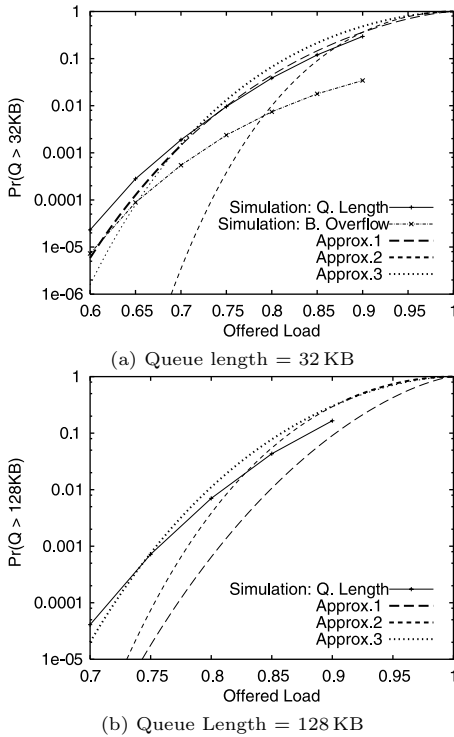 1
0.1
0.01
0.001
0.0001
1e-05
1e-06
Pr(Q > 32KB)
Simulation: Q. Length
Simulation: B. Overflow
Approx.1
Approx.2
Approx.3
0.6 0.65 0.7 0.75 0.8 0.85 0.9 0.95 1
Offered Load
(a) Queue length = 32 KB
1
0.1
0.01
0.001
0.0001
1e-05
Pr(Q > 128KB)
Simulation: Q. Length
Approx.1
Approx.2
Approx.3
0.7 0.75 0.8 0.85 0.9 0.95 1
Offered Load
(b) Queue Length = 128 KB